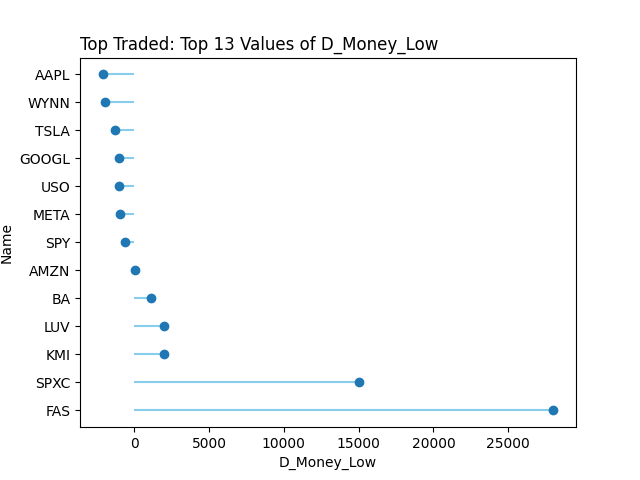 Top Traded: Top 13 Values of D_Money_Low
AAPL
WYNN
TSLA
GOOGL
USO
META
SPY
AMZN
BA
LUV
KMI
SPXC
FAS
Name
0 5000 10000 15000 20000 25000
D_Money_Low